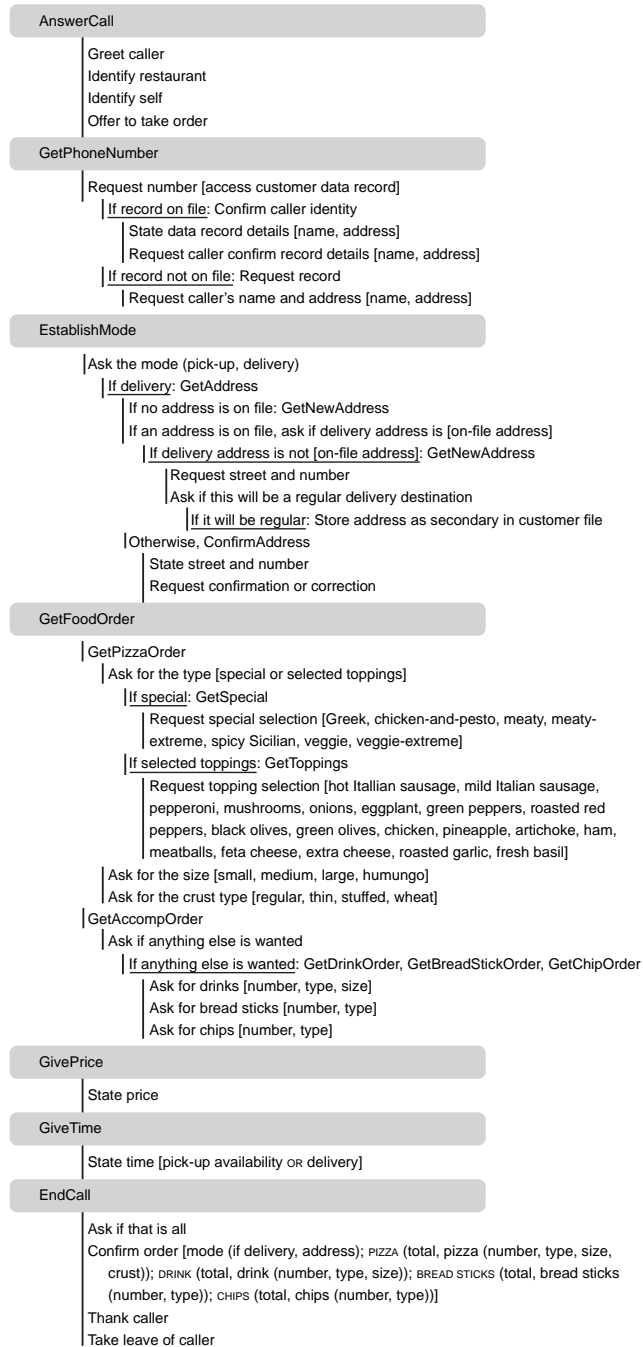 AnswerCall
Greet caller
Identify restaurant
Identify self
Offer to take order
GetPhoneNumber
Request number [access customer data record]
If record on file: Confirm caller identity
State data record details [name, address]
Request caller confirm record details [name, address]
If record not on file: Request record
Request caller’s name and address [name, address]
EstablishMode
Ask the mode (pick-up, delivery)
If delivery: GetAddress
If no address is on file: GetNewAddress
If an address is on file, ask if delivery address is [on-file address]
If delivery address is not [on-file address]: GetNewAddress
Request street and number
Ask if this will be a regular delivery destination
If it will be regular: Store address as secondary in customer file
Otherwise, ConfirmAddress
State street and number
Request confirmation or correction
GetFoodOrder
GetPizzaOrder
Ask for the type [special or selected toppings]
If special: GetSpecial
Request special selection [Greek, chicken-and-pesto, meaty, meaty-
extreme, spicy Sicilian, veggie, veggie-extreme]
If selected toppings: GetToppings
Request topping selection [hot Itallian sausage, mild Italian sausage,
pepperoni, mushrooms, onions, eggplant, green peppers, roasted red
peppers, black olives, green olives, chicken, pineapple, artichoke, ham,
meatballs, feta cheese, extra cheese, roasted garlic, fresh basil]
Ask for the size [small, medium, large, humungo]
Ask for the crust type [regular, thin, stuffed, wheat]
GetAccompOrder
Ask if anything else is wanted
If anything else is wanted: GetDrinkOrder, GetBreadStickOrder, GetChipOrder
Ask for drinks [number, type, size]
Ask for bread sticks [number, type]
Ask for chips [number, type]
GivePrice
State price
GiveTime
State time [pick-up availability OR delivery]
EndCall
Ask if that is all
Confirm order [mode (if delivery, address); PIZZA (total, pizza (number, type, size,
crust)); DRINK (total, drink (number, type, size)); BREAD STICKS (total, bread sticks
(number, type)); CHIPS (total, chips (number, type))]
Thank caller
Take leave of caller